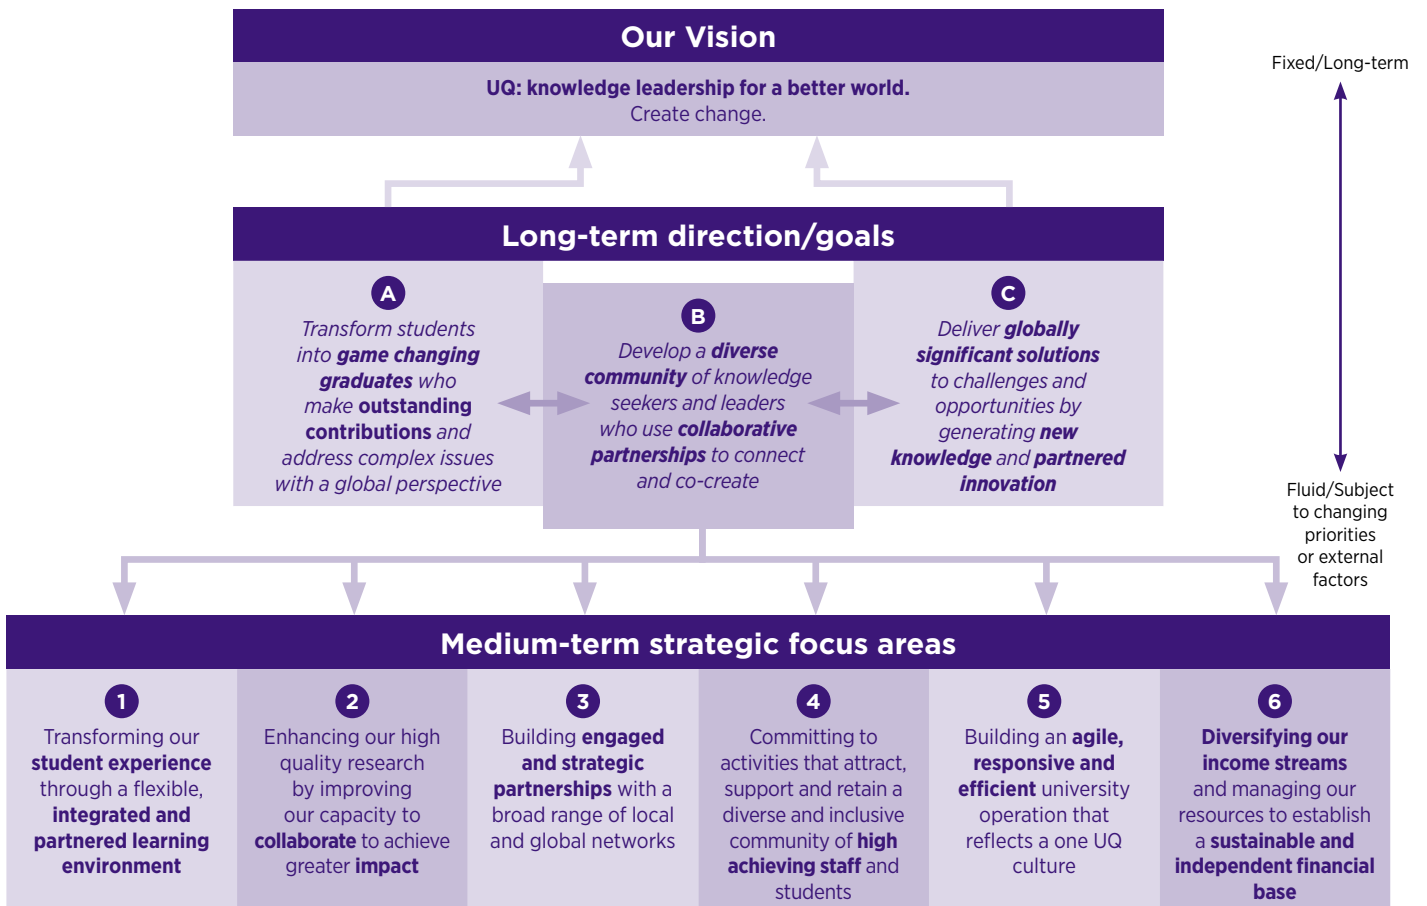 Our Vision
UQ: knowledge leadership for a better world.
Create change.
Fixed/Long-term
Long-term direction/goals
A
Transform students
into game changing
graduates who
make outstanding
contributions and
address complex issues
with a global perspective
B
Develop a diverse
community of knowledge
seekers and leaders
who use collaborative
partnerships to connect
and co-create
C
Deliver globally
significant solutions
to challenges and
opportunities by
generating new
knowledge and partnered
innovation
Fluid/Subject
to changing
priorities
or external
factors
Medium-term strategic focus areas
1
Transforming our
student experience
through a flexible,
integrated and
partnered learning
environment
2
Enhancing our high
quality research
by improving
our capacity to
collaborate to achieve
greater impact
3
Building engaged
and strategic
partnerships with a
broad range of local
and global networks
4
Committing to
activities that attract,
support and retain a
diverse and inclusive
community of high
achieving staff and
students
5
Building an agile,
responsive and
efficient university
operation that
reflects a one UQ
culture
6
Diversifying our
income streams
and managing our
resources to establish
a sustainable and
independent financial
base